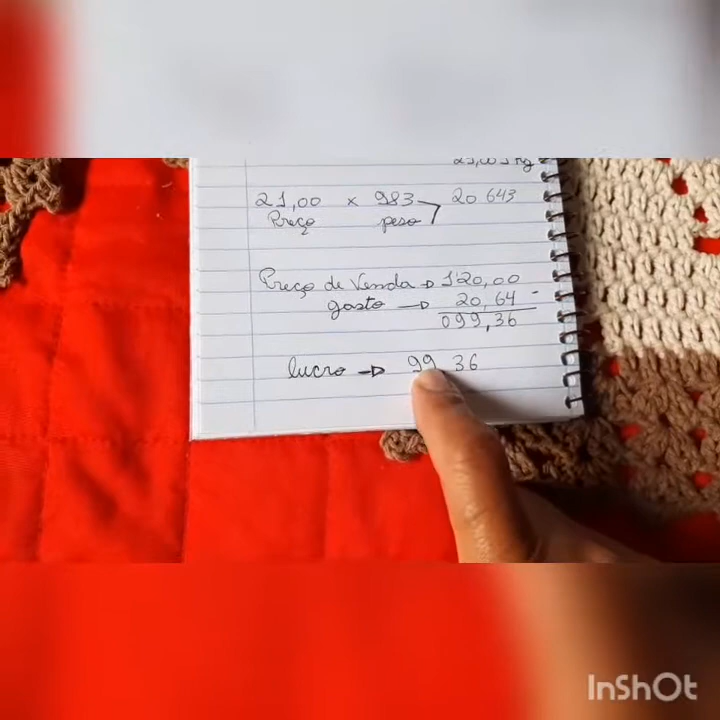 21,00 x 983 20 643
Preço peso
Preço de Venda 120,00
gasto 20,64 -
099,36
lucro 99 36
InShOt